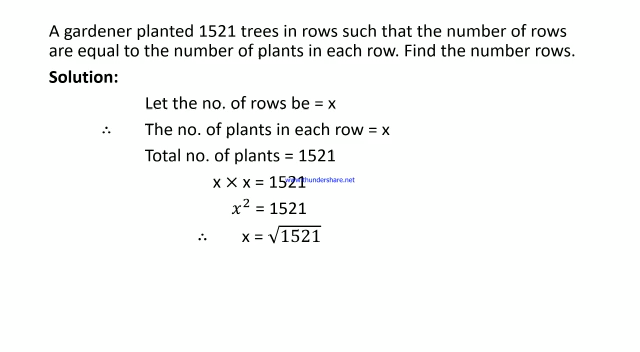 A gardener planted 1521 trees in rows such that the number of rows
are equal to the number of plants in each row. Find the number rows.
Solution:
Let the no. of rows be = x
∴ The no. of plants in each row = x
Total no. of plants = 1521
x × x = 1521
x² = 1521
∴ x = √1521